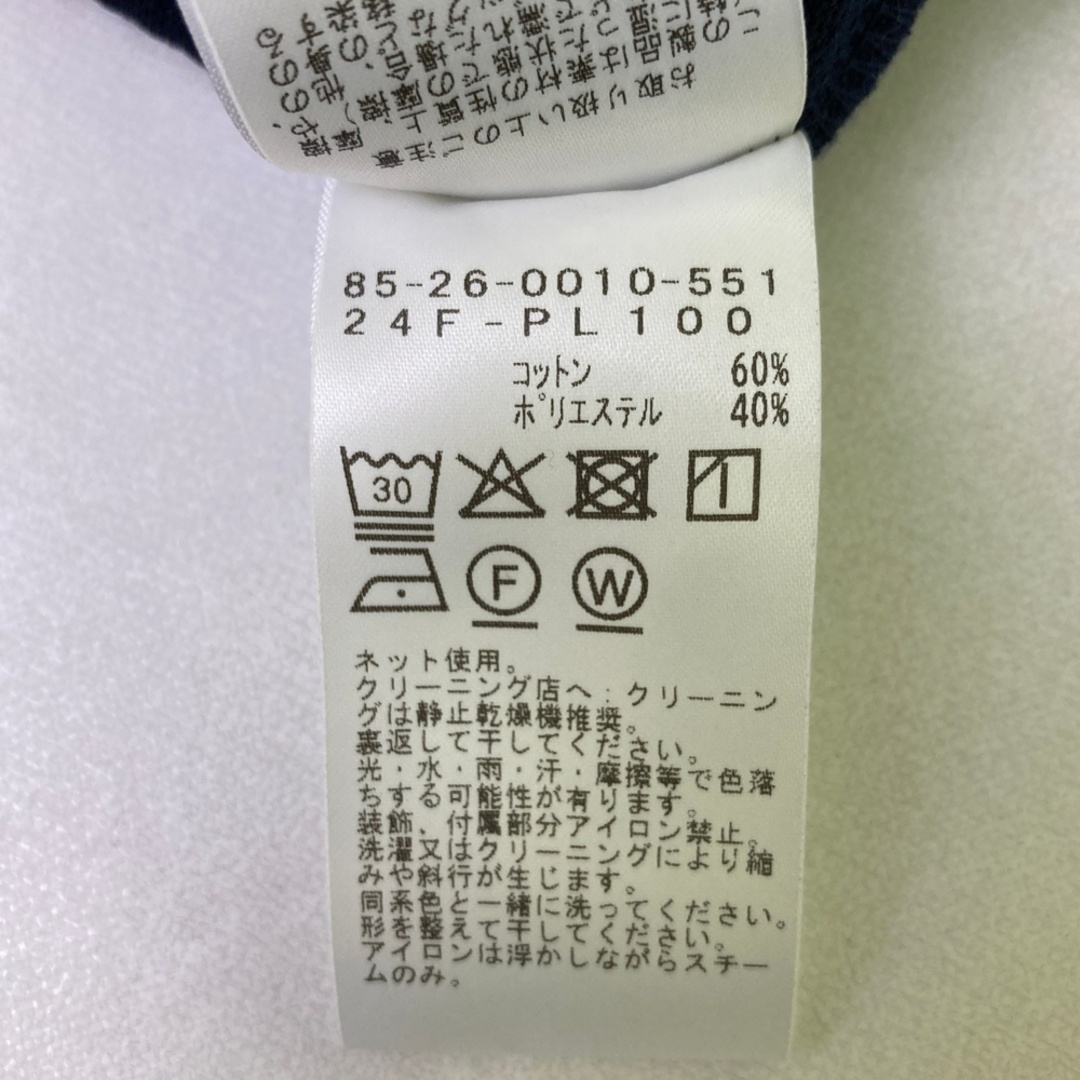 85-26-0010-551
24F-PL100
コットン 60%
ポリエステル 40%
30
F
W
ネット使用。
クリーニング店へ:クリーニン
グは静止乾燥機推奨。
裏返して干してください。
光・水・雨・汗・摩擦等で色落
ちする可能性が有ります。
装飾、付属部分アイロン禁止。
洗濯又はクリーニングにより縮
みや斜行が生じます。
同系色と一緒に洗ってください。
形を整えて干してください。
アイロンは浮かしながらスチー
ムのみ。